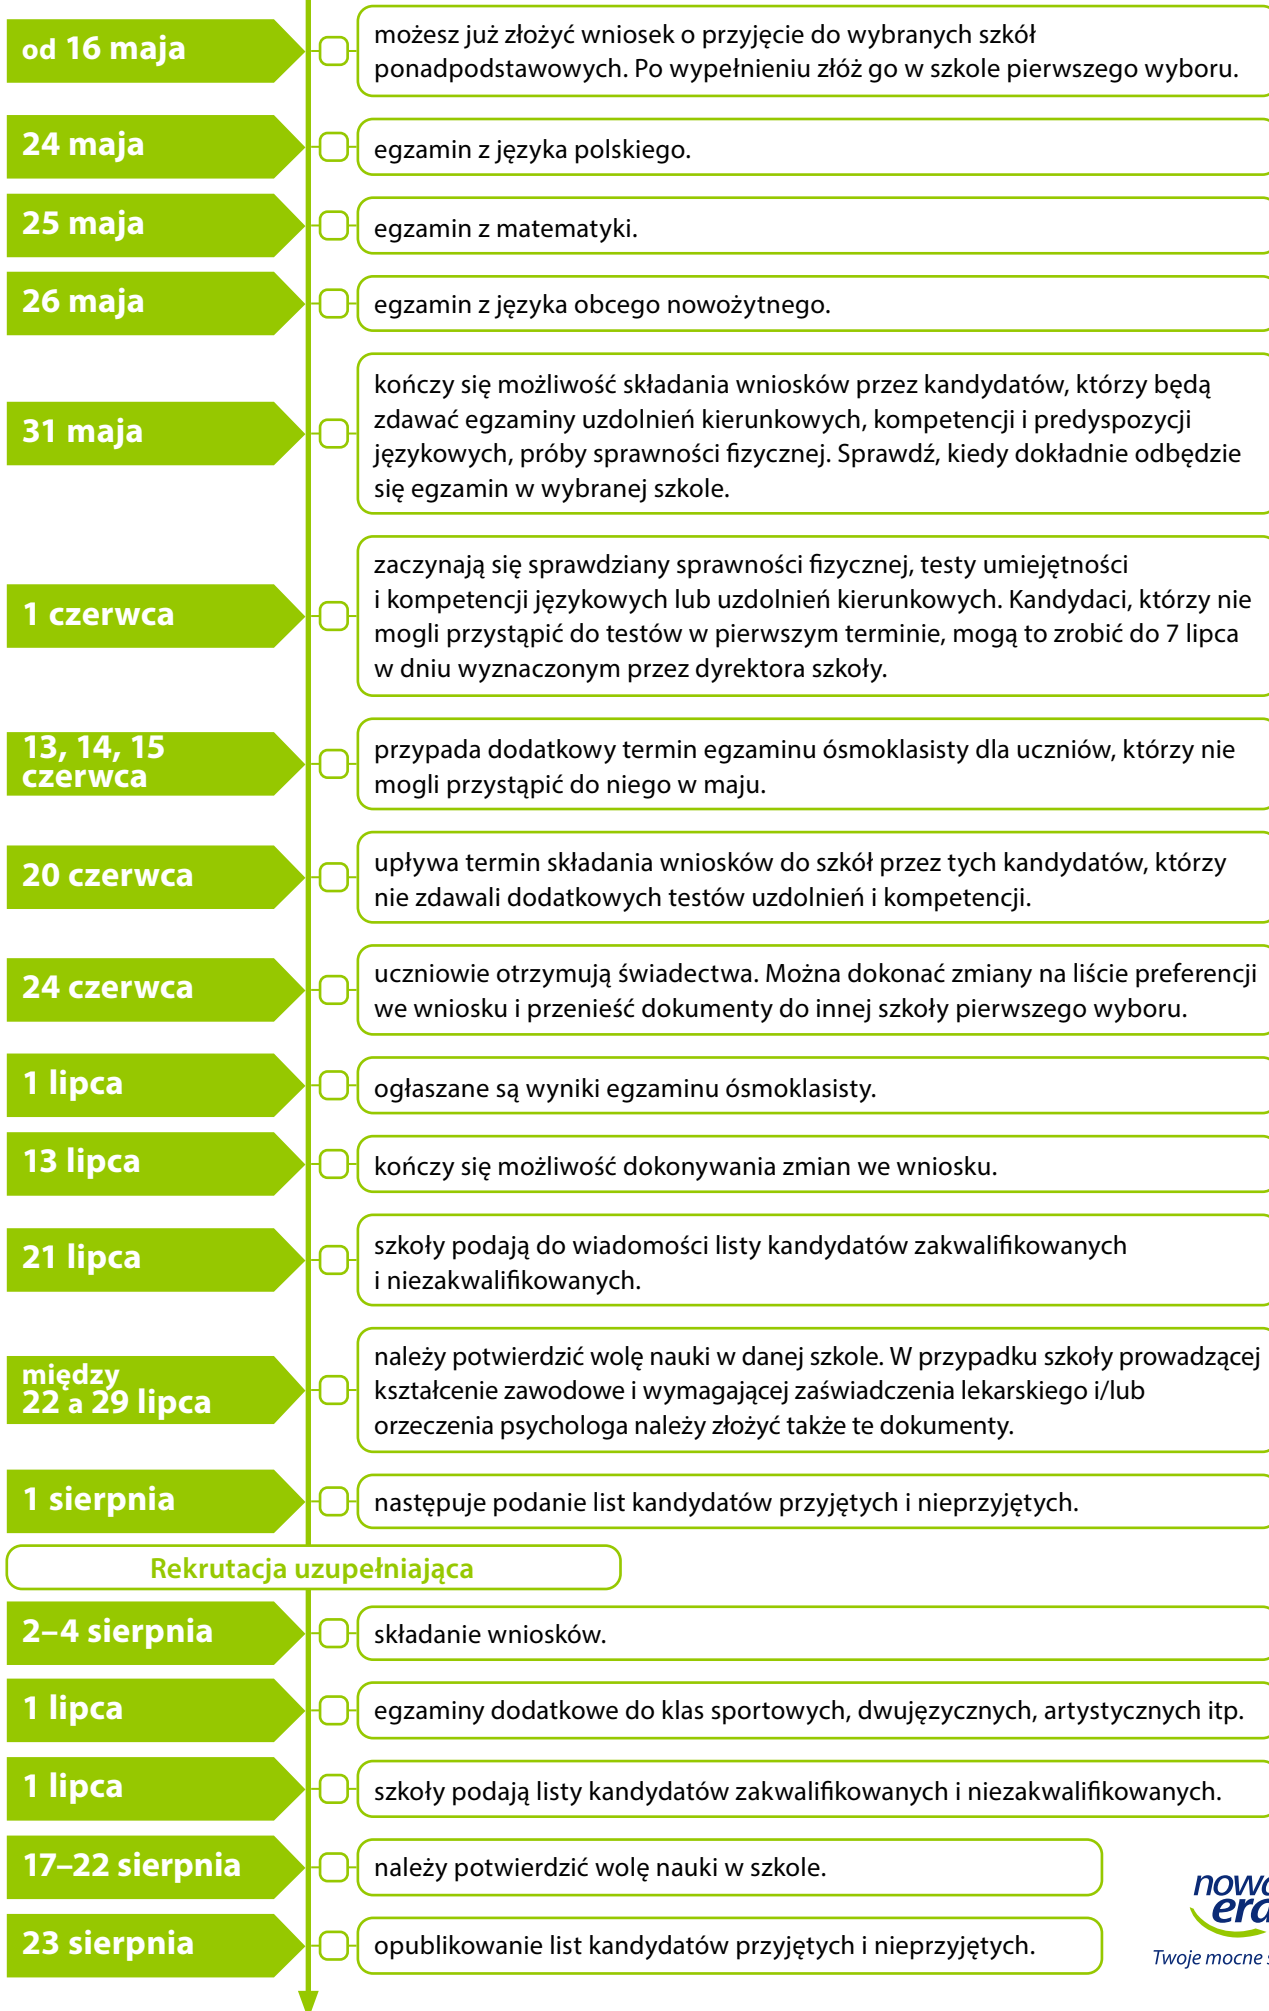 od 16 maja
możesz już złożyć wniosek o przyjęcie do wybranych szkół
ponadpodstawowych. Po wypełnieniu złóż go w szkole pierwszego wyboru.
24 maja
egzamin z języka polskiego.
25 maja
egzamin z matematyki.
26 maja
egzamin z języka obcego nowożytnego.
31 maja
kończy się możliwość składania wniosków przez kandydatów, którzy będą
zdawać egzaminy uzdolnień kierunkowych, kompetencji i predyspozycji
językowych, próby sprawności fizycznej. Sprawdź, kiedy dokładnie odbędzie
się egzamin w wybranej szkole.
1 czerwca
zaczynają się sprawdziany sprawności fizycznej, testy umiejętności
i kompetencji językowych lub uzdolnień kierunkowych. Kandydaci, którzy nie
mogli przystąpić do testów w pierwszym terminie, mogą to zrobić do 7 lipca
w dniu wyznaczonym przez dyrektora szkoły.
13, 14, 15
czerwca
przypada dodatkowy termin egzaminu ósmoklasisty dla uczniów, którzy nie
mogli przystąpić do niego w maju.
20 czerwca
upływa termin składania wniosków do szkół przez tych kandydatów, którzy
nie zdawali dodatkowych testów uzdolnień i kompetencji.
24 czerwca
uczniowie otrzymują świadectwa. Można dokonać zmiany na liście preferencji
we wniosku i przenieść dokumenty do innej szkoły pierwszego wyboru.
1 lipca
ogłaszane są wyniki egzaminu ósmoklasisty.
13 lipca
kończy się możliwość dokonywania zmian we wniosku.
21 lipca
szkoły podają do wiadomości listy kandydatów zakwalifikowanych
i niezakwalifikowanych.
między
22 a 29 lipca
należy potwierdzić wolę nauki w danej szkole. W przypadku szkoły prowadzącej
kształcenie zawodowe i wymagającej zaświadczenia lekarskiego i/lub
orzeczenia psychologa należy złożyć także te dokumenty.
1 sierpnia
następuje podanie list kandydatów przyjętych i nieprzyjętych.
Rekrutacja uzupełniająca
2–4 sierpnia
składanie wniosków.
1 lipca
egzaminy dodatkowe do klas sportowych, dwujęzycznych, artystycznych itp.
1 lipca
szkoły podają listy kandydatów zakwalifikowanych i niezakwalifikowanych.
17–22 sierpnia
należy potwierdzić wolę nauki w szkole.
23 sierpnia
opublikowanie list kandydatów przyjętych i nieprzyjętych.
nowa
era
Twoje mocne